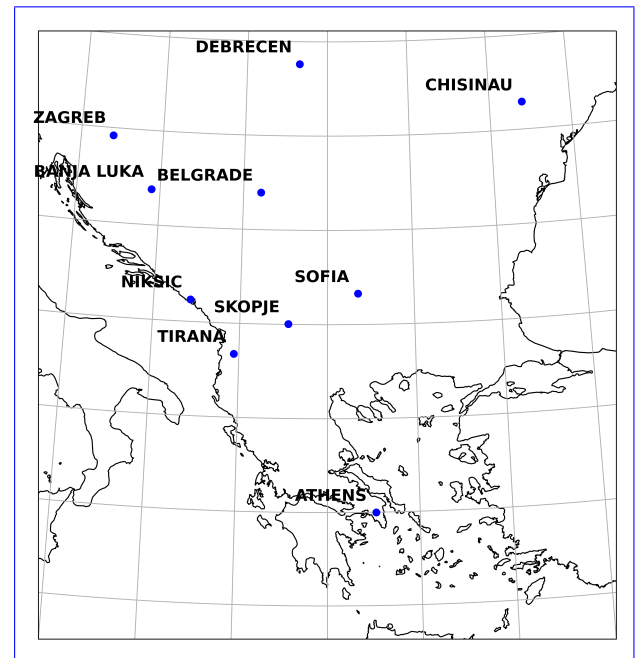 DEBRECEN
CHISINAU
ZAGREB
BANJA LUKA
BELGRADE
NIKSIC
SOFIA
SKOPJE
TIRANA
ATHENS